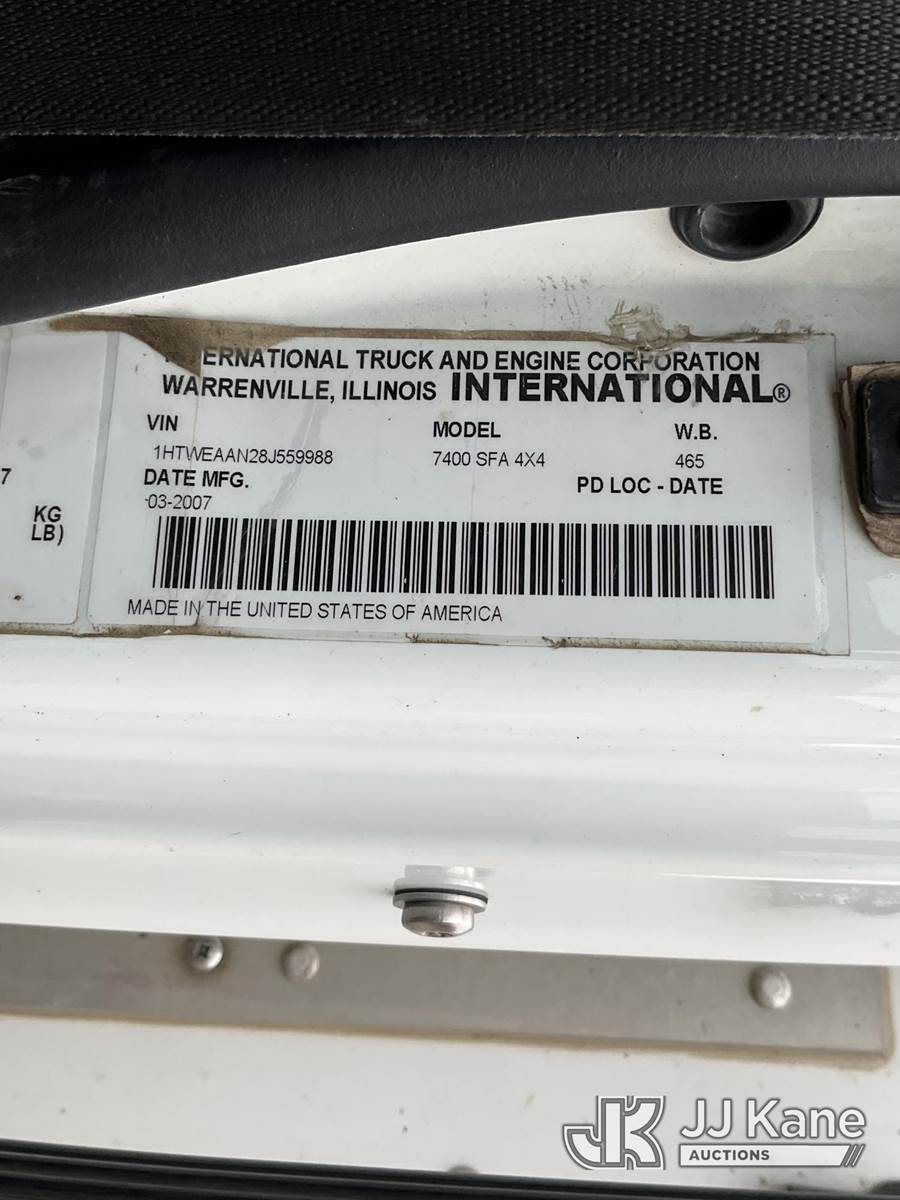 INTERNATIONAL TRUCK AND ENGINE CORPORATION
WARRENVILLE, ILLINOIS INTERNATIONAL®
VIN MODEL W.B.
1HTWEAAN28J559988 7400 SFA 4X4 465
DATE MFG. PD LOC - DATE
03-2007
MADE IN THE UNITED STATES OF AMERICA
7
KG
LB)
JK JJ Kane
AUCTIONS